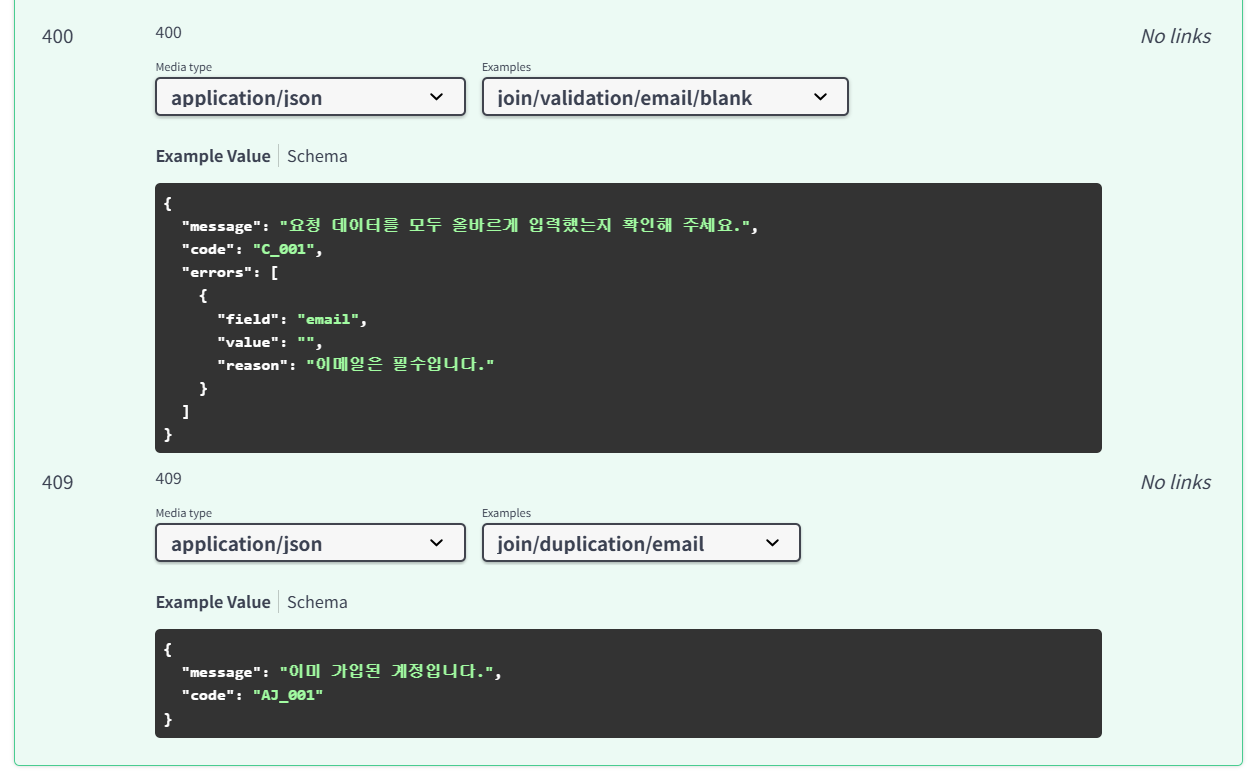 400 400 No links
Media type Examples
application/json join/validation/email/blank
Example Value Schema
{
"message": "요청 데이터를 모두 올바르게 입력했는지 확인해 주세요.",
"code": "C_001",
"errors": [
{
"field": "email",
"value": "",
"reason": "이메일은 필수입니다."
}
]
}
409 409 No links
Media type Examples
application/json join/duplication/email
Example Value Schema
{
"message": "이미 가입된 계정입니다.",
"code": "AJ_001"
}